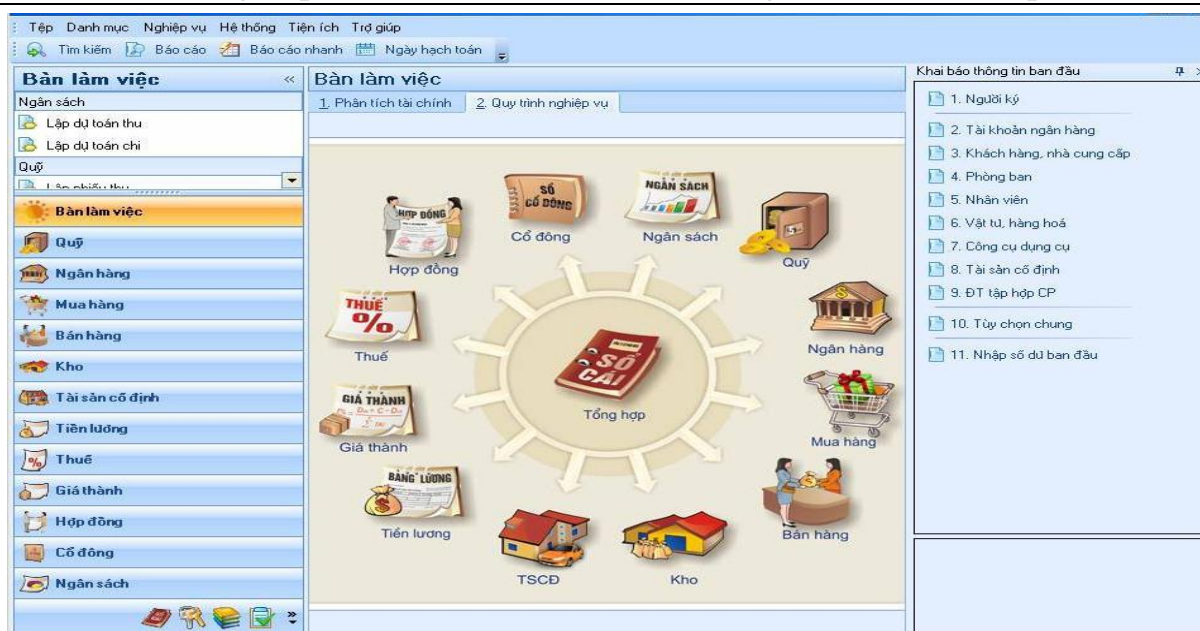 Tệp Danh mục Nghiệp vụ Hệ thống Tiện ích Trợ giúp
Tìm kiếm Báo cáo Báo cáo nhanh Ngày hạch toán
Bàn làm việc
Ngân sách
Lập dự toán thu
Lập dự toán chi
Quỹ
Lập phiếu thu
Bàn làm việc
Quỹ
Ngân hàng
Mua hàng
Bán hàng
Kho
Tài sản cố định
Tiền lương
Thuế
Giá thành
Hợp đồng
Cổ đông
Ngân sách
Bàn làm việc
1. Phân tích tài chính 2. Quy trình nghiệp vụ
HỢP ĐỒNG
Hợp đồng
SỔ
CỔ ĐÔNG
Cổ đông
NGÂN SÁCH
Ngân sách
Quỹ
THUẾ
%
Thuế
Ngân hàng
SỔ
CÁI
Tổng hợp
GIÁ THÀNH
Giá thành
Mua hàng
BẢNG LƯƠNG
Tiền lương
Bán hàng
TSCĐ
Kho
Khai báo thông tin ban đầu
1. Người ký
2. Tài khoản ngân hàng
3. Khách hàng, nhà cung cấp
4. Phòng ban
5. Nhân viên
6. Vật tư, hàng hoá
7. Công cụ dụng cụ
8. Tài sản cố định
9. ĐT tập hợp CP
10. Tùy chọn chung
11. Nhập số dư ban đầu